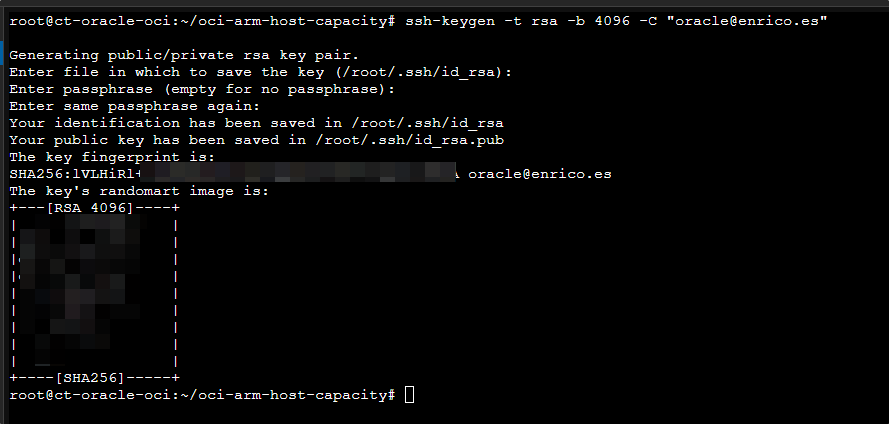 root@ct-oracle-oci:~/oci-arm-host-capacity# ssh-keygen -t rsa -b 4096 -C "oracle@enrico.es"
Generating public/private rsa key pair.
Enter file in which to save the key (/root/.ssh/id_rsa):
Enter passphrase (empty for no passphrase):
Enter same passphrase again:
Your identification has been saved in /root/.ssh/id_rsa
Your public key has been saved in /root/.ssh/id_rsa.pub
The key fingerprint is:
SHA256:lVLHiRl+ oracle@enrico.es
The key's randomart image is:
+---[RSA 4096]----+
+----[SHA256]-----+
root@ct-oracle-oci:~/oci-arm-host-capacity#